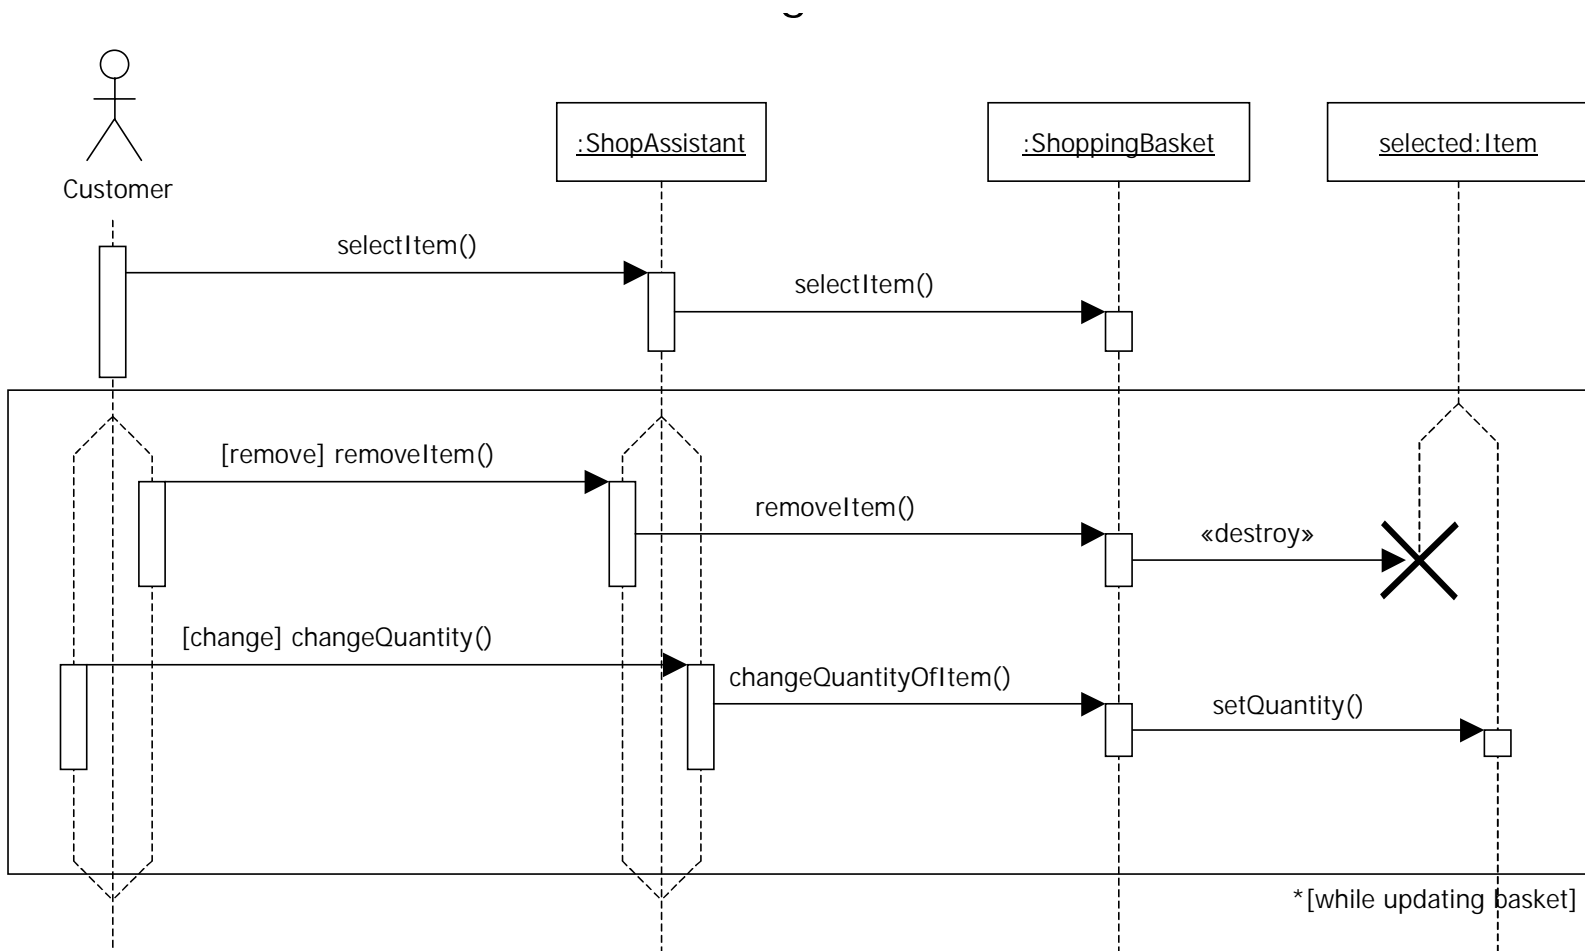 :ShopAssistant
:ShoppingBasket
selected:Item
Customer
selectItem()
selectItem()
[remove] removeItem()
removeItem()
«destroy»
[change] changeQuantity()
changeQuantityOfItem()
setQuantity()
*[while updating basket]